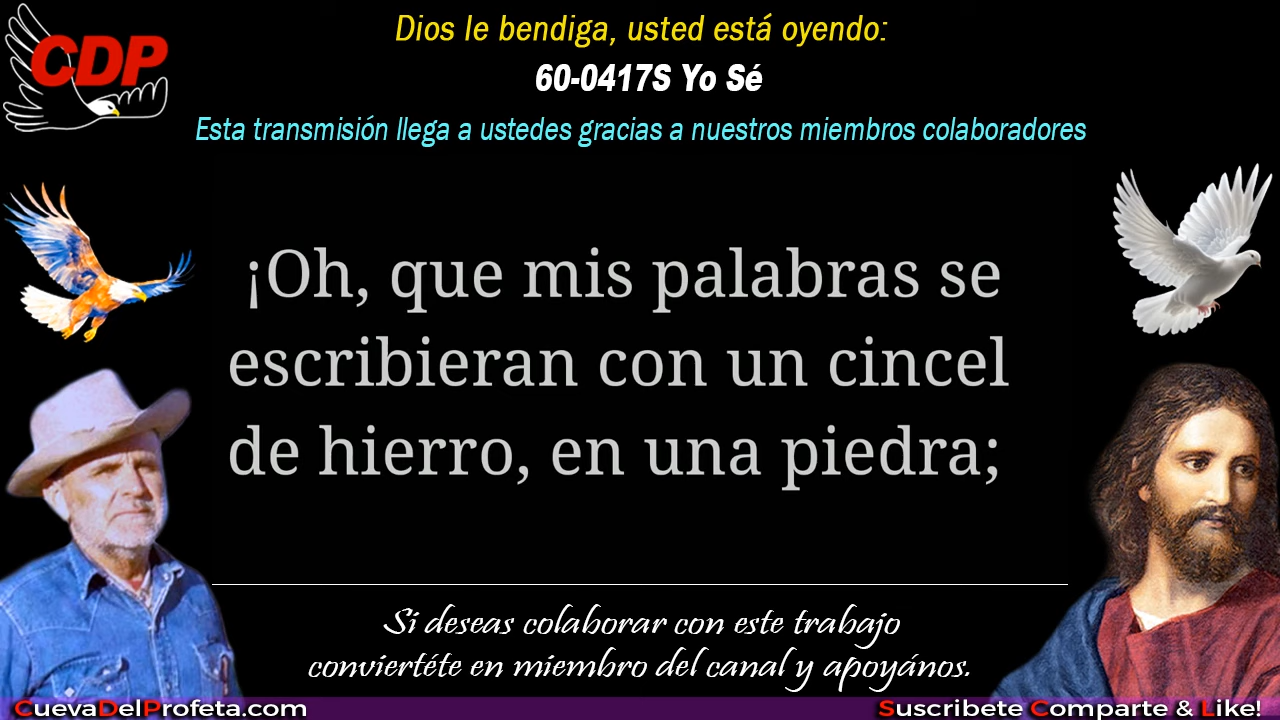 CDP
Dios le bendiga, usted está oyendo:
60-0417S Yo Sé
Esta transmisión llega a ustedes gracias a nuestros miembros colaboradores
¡Oh, que mis palabras se
escribieran con un cincel
de hierro, en una piedra;
Si deseas colaborar con este trabajo
conviertéte en miembro del canal y apoyános.
CuevaDelProfeta.com
Suscribete Comparte & Like!